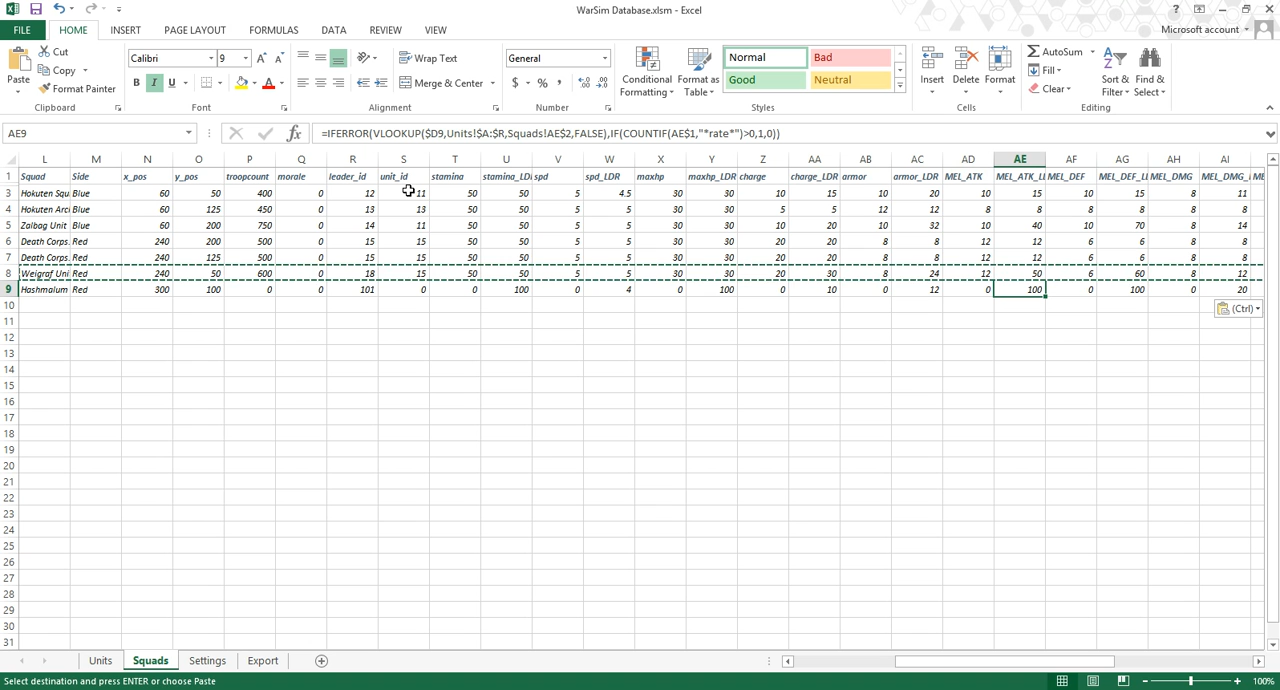 WarSim Database.xlsm - Excel
FILE HOME INSERT PAGE LAYOUT FORMULAS DATA REVIEW VIEW Microsoft account
Paste Cut Copy Format Painter Clipboard
Calibri 9 B I U Font
Wrap Text Merge & Center Alignment
General $ % , Number
Conditional Formatting Format as Table Normal Bad Good Neutral Styles
Insert Delete Format Cells
AutoSum Fill Clear Sort & Filter Find & Select Editing
AE9 fx =IFERROR(VLOOKUP($D9,Units!$A:$R,Squads!AE$2,FALSE),IF(COUNTIF(AE$1,"*rate*")>0,1,0))
L M N O P Q R S T U V W X Y Z AA AB AC AD AE AF AG AH AI
1 Squad Side x_pos y_pos troopcount morale leader_id unit_id stamina stamina_LD spd spd_LDR maxhp maxhp_LDR charge charge_LDR armor armor_LDR MEL_ATK MEL_ATK_L MEL_DEF MEL_DEF_L MEL_DMG MEL_DMG_
3 Hokuten Squ Blue 60 50 400 0 12 11 50 50 5 4.5 30 30 10 15 10 20 10 15 10 15 8 11
4 Hokuten Arc Blue 60 125 450 0 13 13 50 50 5 5 30 30 5 5 12 12 8 8 8 8 8 8
5 Zalbag Unit Blue 60 200 750 0 14 11 50 50 5 5 30 30 10 20 10 32 10 40 10 70 8 14
6 Death Corps. Red 240 200 500 0 15 15 50 50 5 5 30 30 20 20 8 8 12 12 6 6 8 8
7 Death Corps. Red 240 125 500 0 15 15 50 50 5 5 30 30 20 20 8 8 12 12 6 6 8 8
8 Weigraf Uni Red 240 50 600 0 18 15 50 50 5 5 30 30 20 30 8 24 12 50 6 60 8 12
9 Hashmalum Red 300 100 0 0 101 0 0 100 0 4 0 100 0 10 0 12 0 100 0 100 0 20
(Ctrl)
10
11
12
13
14
15
16
17
18
19
20
21
22
23
24
25
26
27
28
29
30
31
Units Squads Settings Export
Select destination and press ENTER or choose Paste 100%